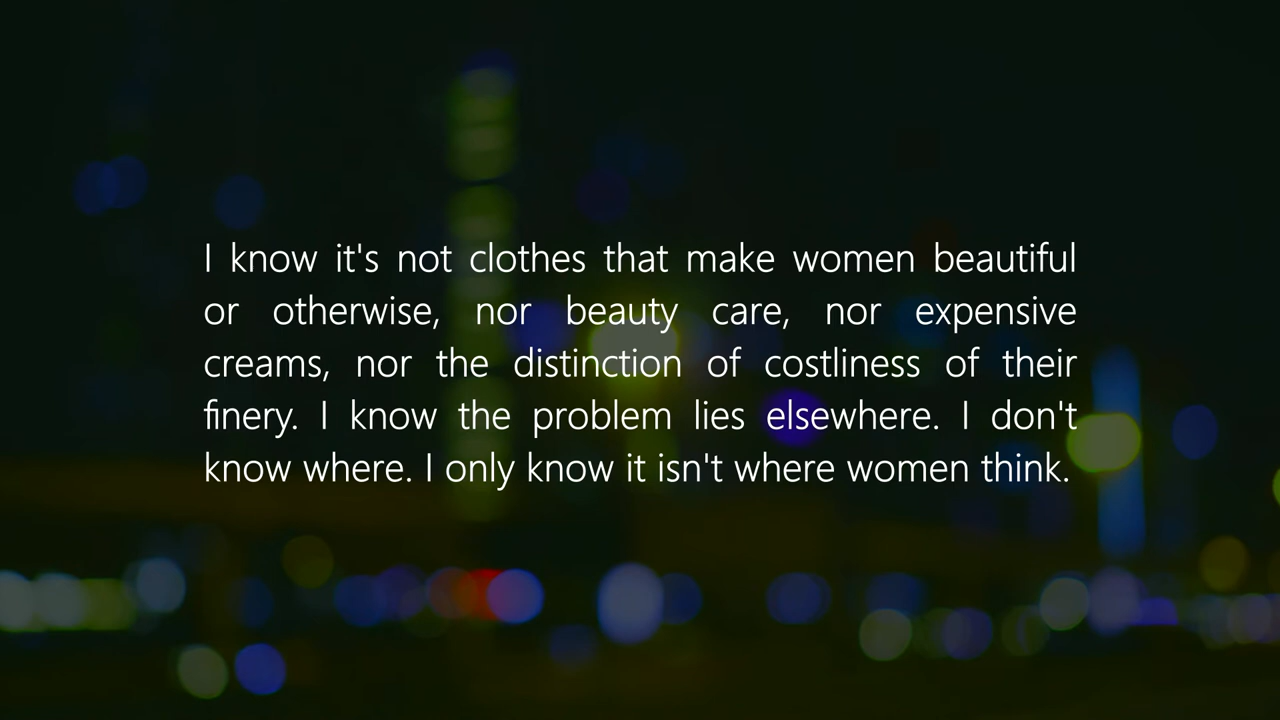 I know it's not clothes that make women beautiful
or otherwise, nor beauty care, nor expensive
creams, nor the distinction of costliness of their
finery. I know the problem lies elsewhere. I don't
know where. I only know it isn't where women think.